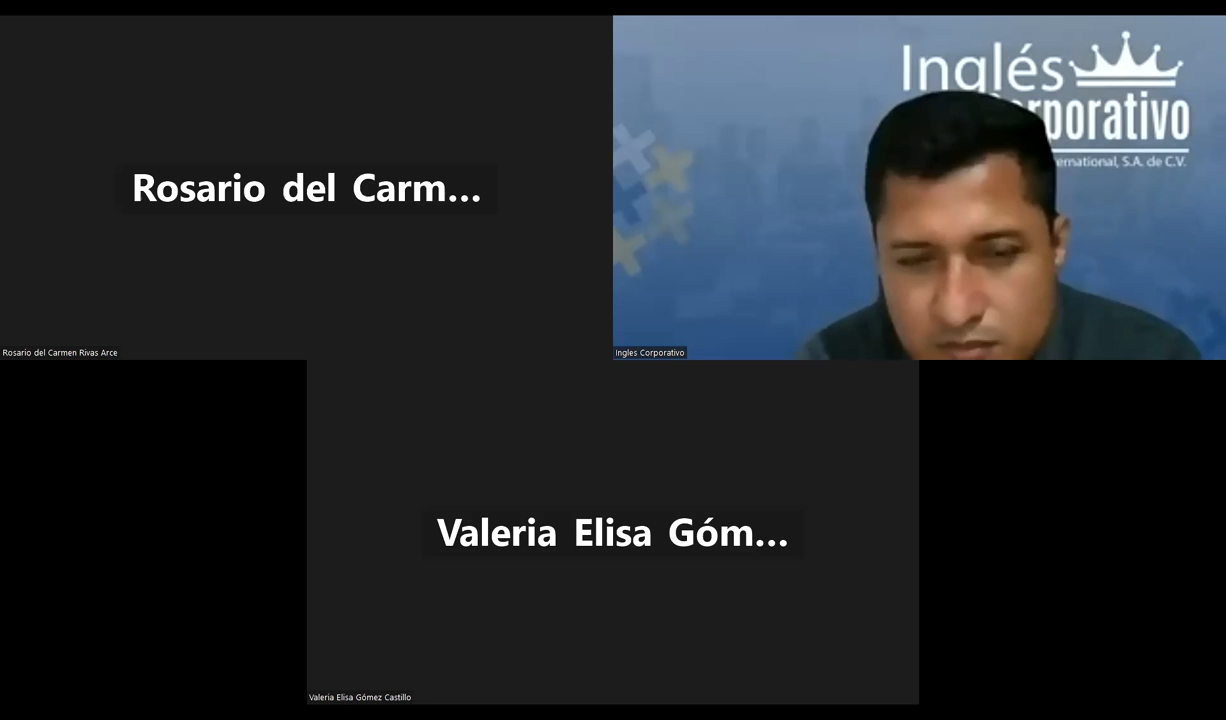 Rosario del Carm...
Rosario del Carmen Rivas Arce
Inglés
rporativo
ernational, S.A. de C.V.
Ingles Corporativo
Valeria Elisa Góm...
Valeria Elisa Gómez Castillo